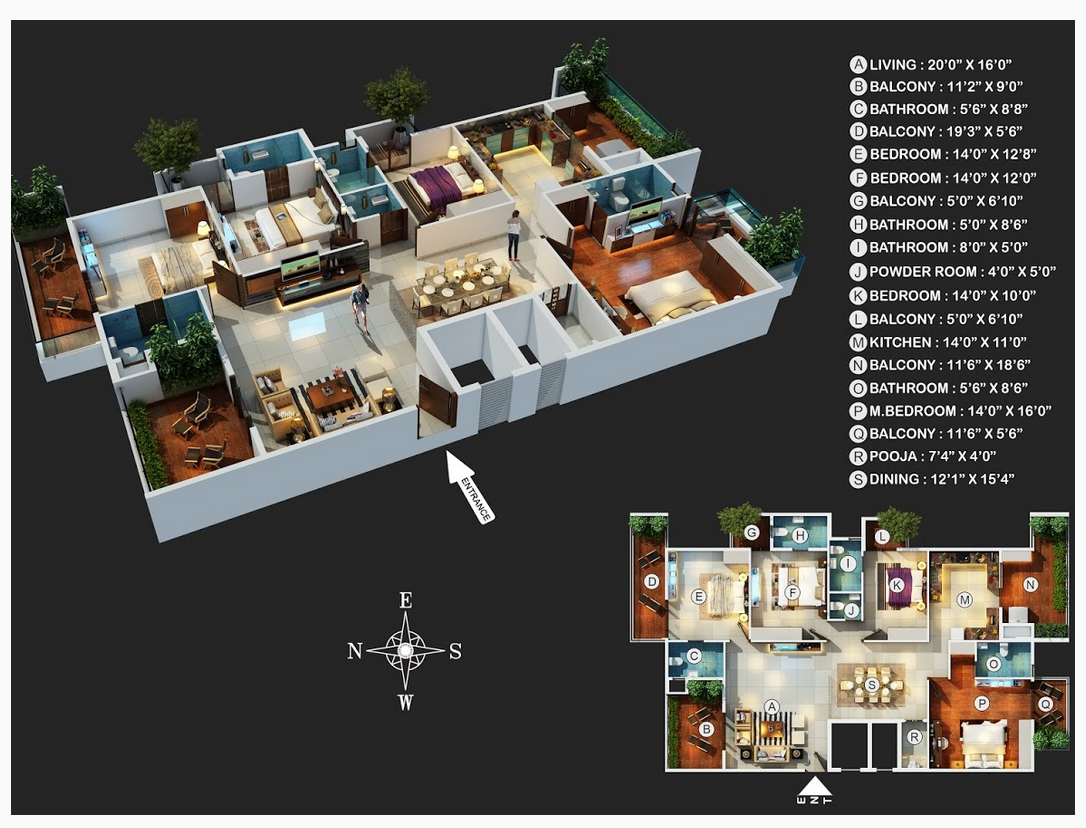 Ⓐ LIVING : 20'0" X 16'0"
Ⓑ BALCONY : 11'2" X 9'0"
Ⓒ BATHROOM : 5'6" X 8'8"
Ⓓ BALCONY : 19'3" X 5'6"
Ⓔ BEDROOM : 14'0" X 12'8"
Ⓕ BEDROOM : 14'0" X 12'0"
Ⓖ BALCONY : 5'0" X 6'10"
Ⓗ BATHROOM : 5'0" X 8'6"
Ⓘ BATHROOM : 8'0" X 5'0"
Ⓙ POWDER ROOM : 4'0" X 5'0"
Ⓚ BEDROOM : 14'0" X 10'0"
Ⓛ BALCONY : 5'0" X 6'10"
Ⓜ KITCHEN : 14'0" X 11'0"
Ⓝ BALCONY : 11'6" X 18'6"
Ⓞ BATHROOM : 5'6" X 8'6"
Ⓟ M.BEDROOM : 14'0" X 16'0"
Ⓠ BALCONY : 11'6" X 5'6"
Ⓡ POOJA : 7'4" X 4'0"
Ⓢ DINING : 12'1" X 15'4"
ENTRANCE
E
N S
W
G H L
I
D E F J K M N
C O
A S P Q
B R
ENT